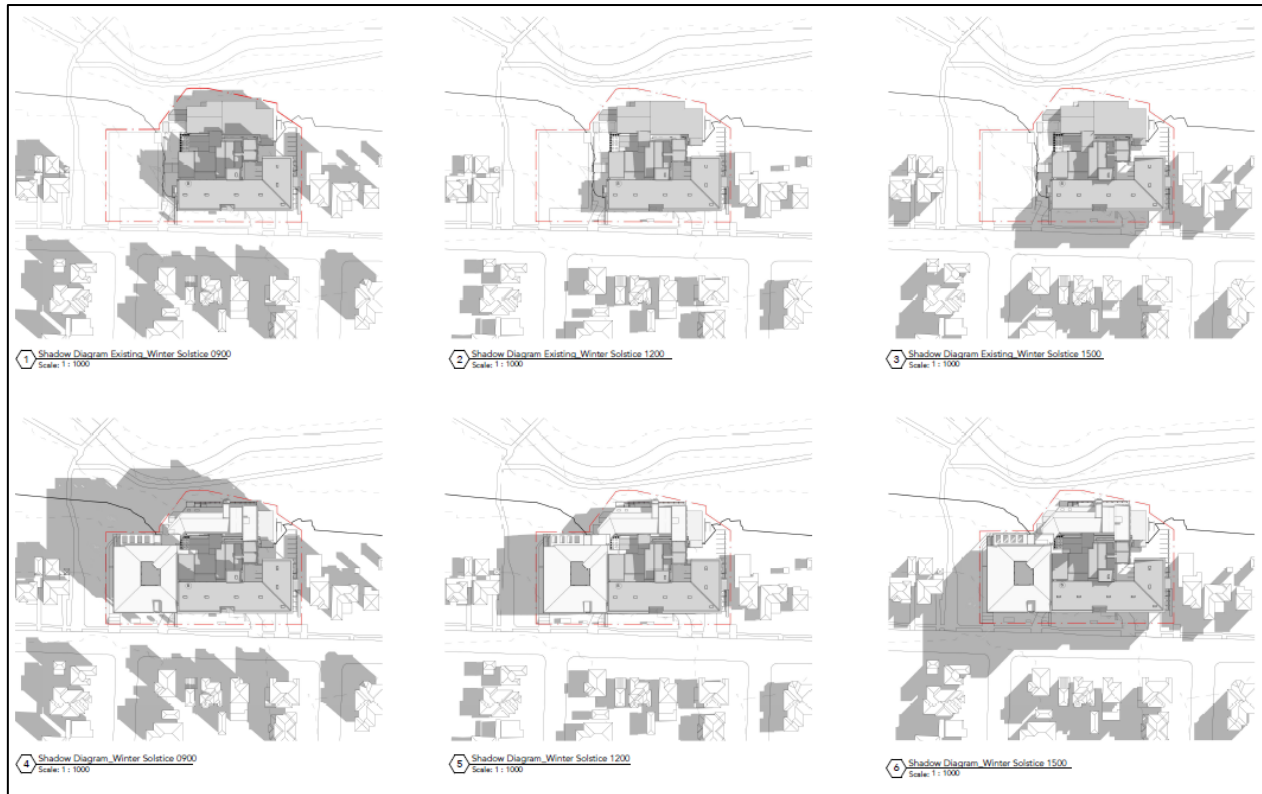 1 Shadow Diagram Existing_Winter Solstice 0900
Scale: 1 : 1000
2 Shadow Diagram Existing_Winter Solstice 1200
Scale: 1 : 1000
3 Shadow Diagram Existing_Winter Solstice 1500
Scale: 1 : 1000
4 Shadow Diagram_Winter Solstice 0900
Scale: 1 : 1000
5 Shadow Diagram_Winter Solstice 1200
Scale: 1 : 1000
6 Shadow Diagram_Winter Solstice 1500
Scale: 1 : 1000